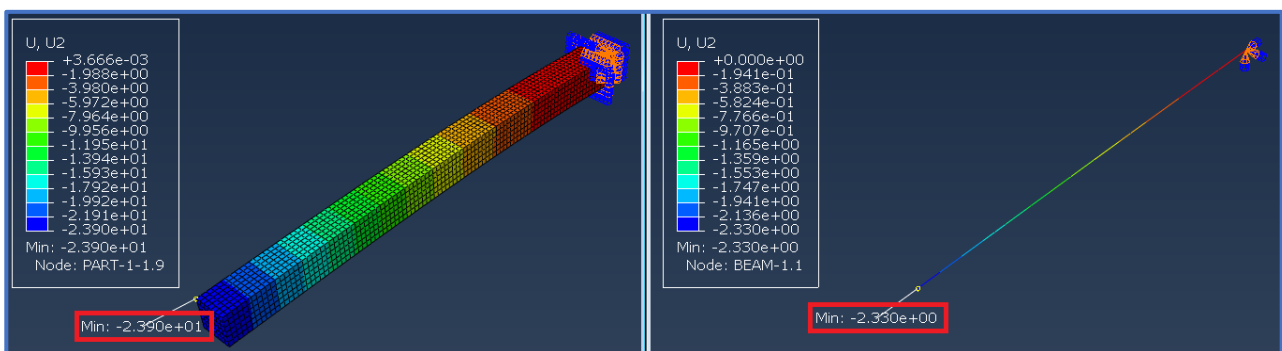 U, U2
+3.666e-03
-1.988e+00
-3.980e+00
-5.972e+00
-7.964e+00
-9.956e+00
-1.195e+01
-1.394e+01
-1.593e+01
-1.792e+01
-1.992e+01
-2.191e+01
-2.390e+01
Min: -2.390e+01
Node: PART-1-1.9
Min: -2.390e+01
U, U2
+0.000e+00
-1.941e-01
-3.883e-01
-5.824e-01
-7.766e-01
-9.707e-01
-1.165e+00
-1.359e+00
-1.553e+00
-1.747e+00
-1.941e+00
-2.136e+00
-2.330e+00
Min: -2.330e+00
Node: BEAM-1.1
Min: -2.330e+00